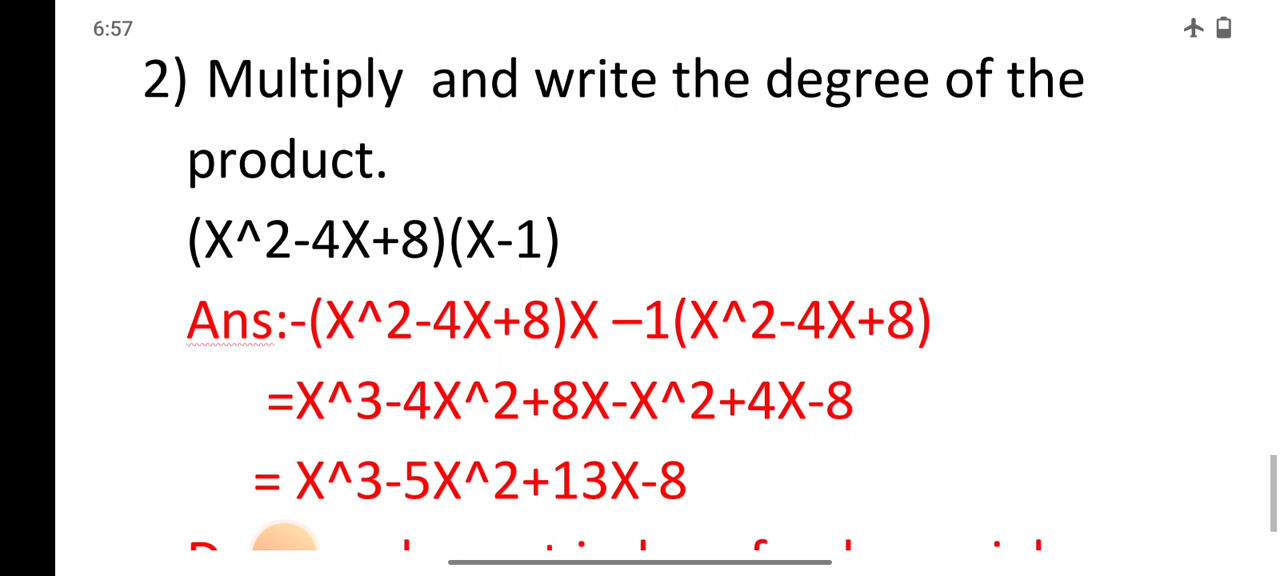 6:57
2) Multiply and write the degree of the
product.
(X^2-4X+8)(X-1)
Ans:-(X^2-4X+8)X –1(X^2-4X+8)
=X^3-4X^2+8X-X^2+4X-8
= X^3-5X^2+13X-8